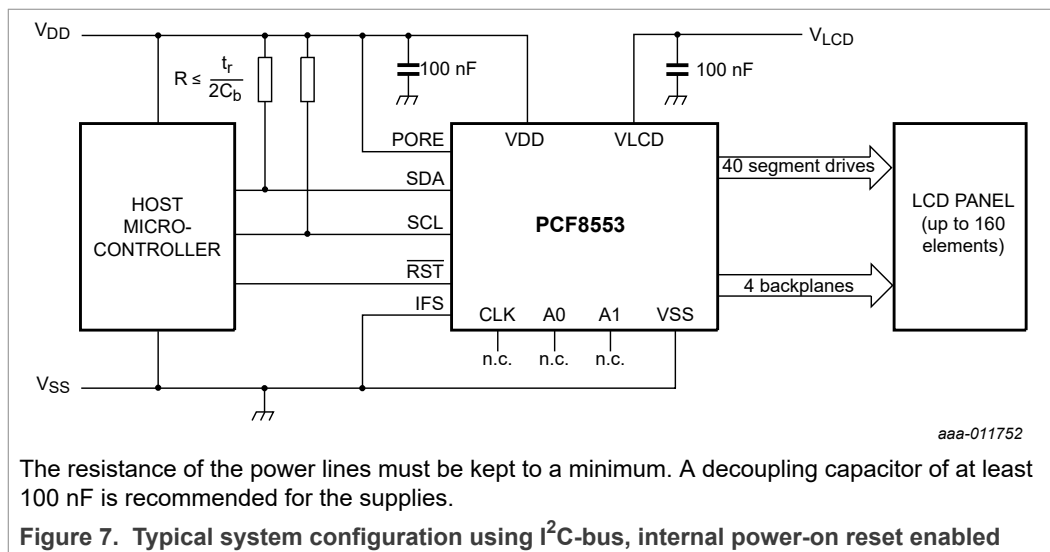 VDD
VLCD
R ≤ tr
2Cb
100 nF
100 nF
PORE
VDD
VLCD
SDA
SCL
RST
IFS
HOST
MICRO-
CONTROLLER
PCF8553
40 segment drives
4 backplanes
LCD PANEL
(up to 160
elements)
CLK
A0
A1
VSS
n.c.
n.c.
n.c.
VSS
aaa-011752
The resistance of the power lines must be kept to a minimum. A decoupling capacitor of at least
100 nF is recommended for the supplies.
Figure 7. Typical system configuration using I²C-bus, internal power-on reset enabled